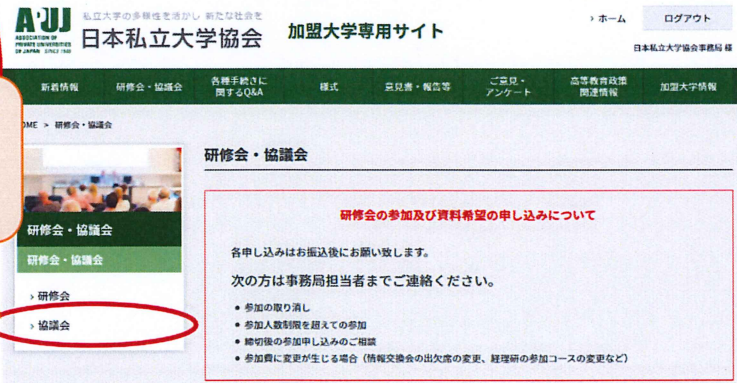 APUJ
ASSOCIATION OF
PRIVATE UNIVERSITIES
OF JAPAN SINCE 1948
私立大学の多様性を活かし 新たな社会を
日本私立大学協会
加盟大学専用サイト
› ホーム
ログアウト
日本私立大学協会事務局 様
新着情報
研修会・協議会
各種手続きに
関するQ&A
様式
意見書・報告等
ご意見・
アンケート
高等教育政策
関連情報
加盟大学情報
OME > 研修会・協議会
研修会・協議会
研修会・協議会
› 研修会
› 協議会
研修会・協議会
研修会の参加及び資料希望の申し込みについて
各申し込みはお振込後にお願い致します。
次の方は事務局担当者までご連絡ください。
• 参加の取り消し
• 参加人数制限を超えての参加
• 締切後の参加申し込みのご相談
• 参加費に変更が生じる場合（情報交換会の出欠席の変更、経理研の参加コースの変更など）